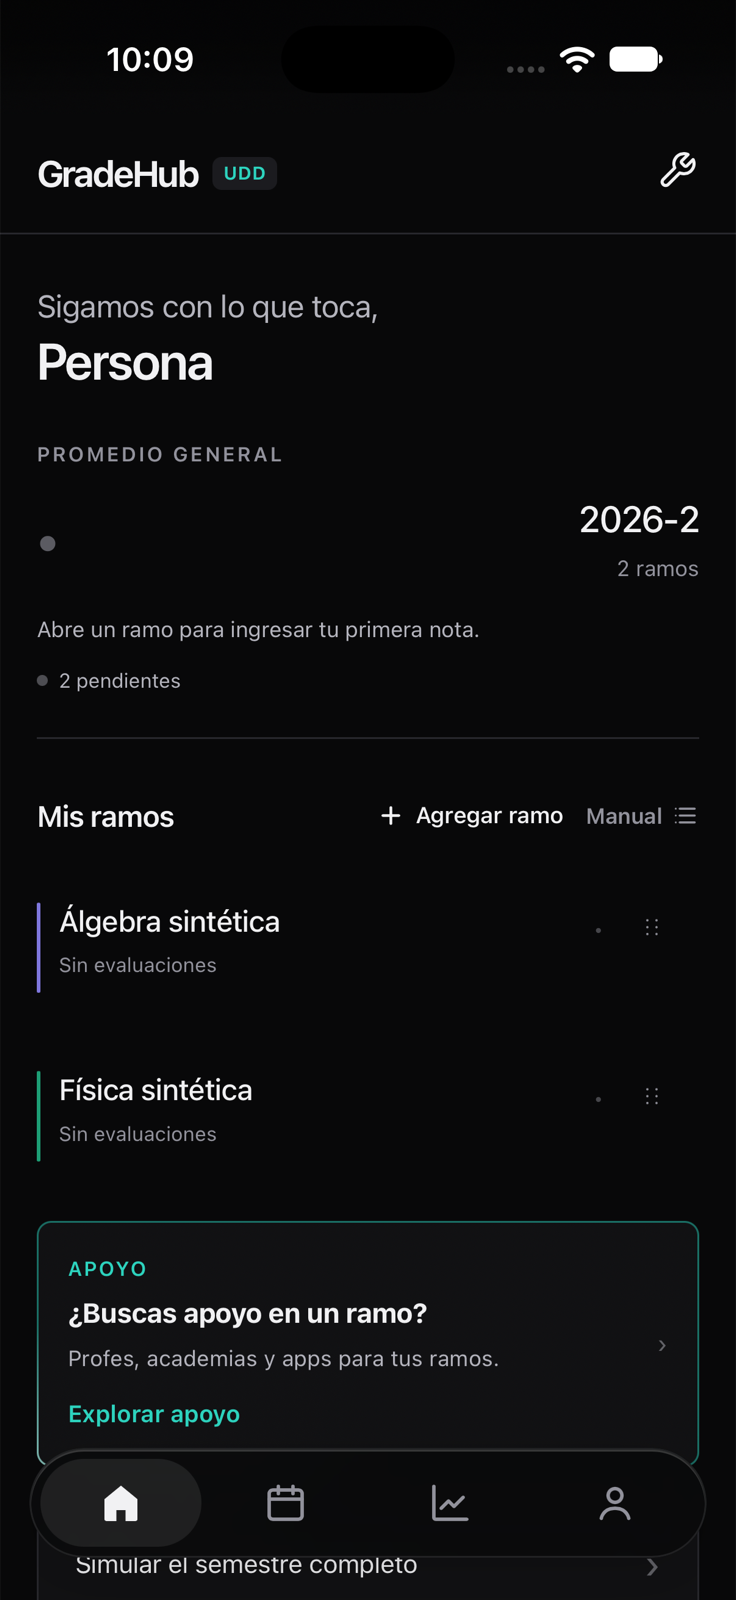 10:09
GradeHub UDD
Sigamos con lo que toca,
Persona
PROMEDIO GENERAL
2026-2
2 ramos
Abre un ramo para ingresar tu primera nota.
2 pendientes
Mis ramos + Agregar ramo Manual
Álgebra sintética
Sin evaluaciones
Física sintética
Sin evaluaciones
APOYO
¿Buscas apoyo en un ramo?
Profes, academias y apps para tus ramos.
Explorar apoyo
Simular el semestre completo